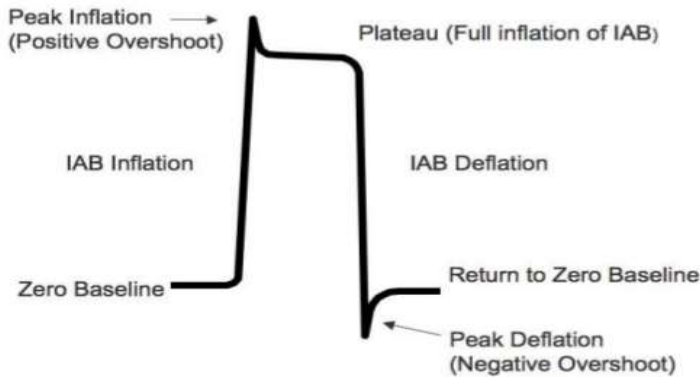 Peak Inflation
(Positive Overshoot)
Plateau (Full inflation of IAB)
IAB Inflation
IAB Deflation
Zero Baseline
Return to Zero Baseline
Peak Deflation
(Negative Overshoot)